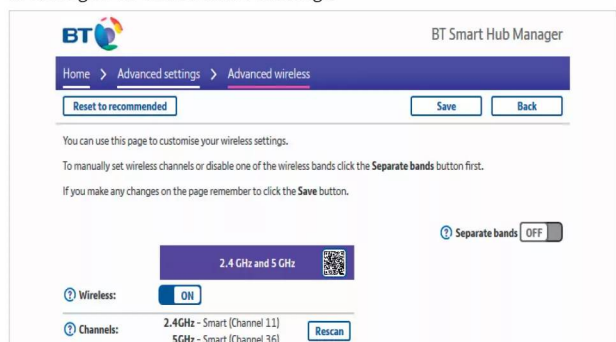 BT
BT Smart Hub Manager
Home > Advanced settings > Advanced wireless
Reset to recommended
Save
Back
You can use this page to customise your wireless settings.
To manually set wireless channels or disable one of the wireless bands click the Separate bands button first.
If you make any changes on the page remember to click the Save button.
? Separate bands OFF
2.4 GHz and 5 GHz
? Wireless: ON
? Channels: 2.4GHz - Smart (Channel 11)
Rescan
5GHz - Smart (Channel 36)